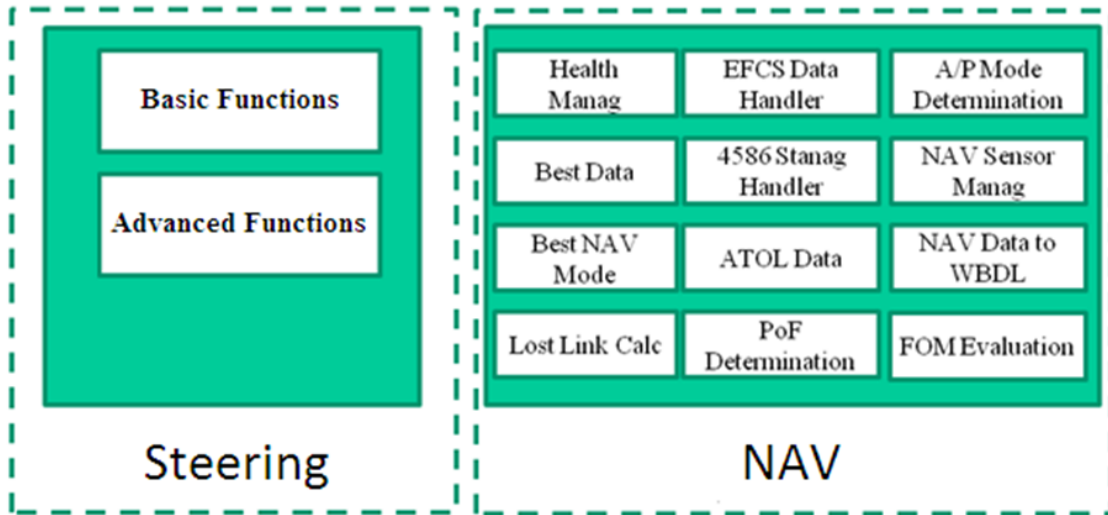 Basic Functions
Advanced Functions
Steering
Health
Manag
EFCS Data
Handler
A/P Mode
Determination
Best Data
4586 Stanag
Handler
NAV Sensor
Manag
Best NAV
Mode
ATOL Data
NAV Data to
WBDL
Lost Link Calc
PoF
Determination
FOM Evaluation
NAV